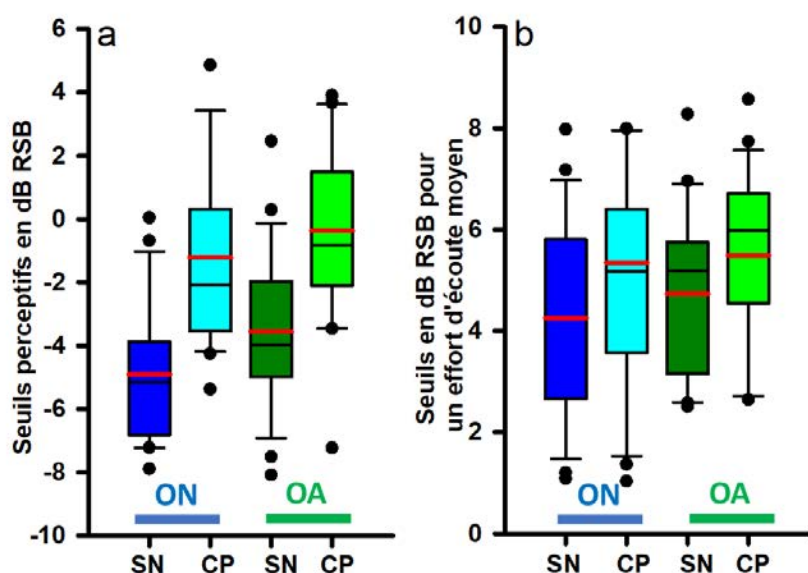 a
Seuils perceptifs en dB RSB
6
4
2
0
-2
-4
-6
-8
-10
ON
OA
SN
CP
SN
CP
b
Seuils en dB RSB pour
un effort d'écoute moyen
10
8
6
4
2
0
ON
OA
SN
CP
SN
CP